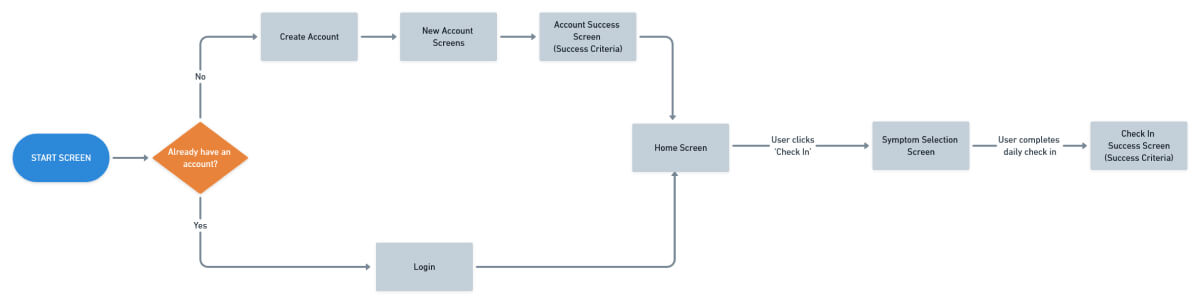 START SCREEN
Already have an
account?
No
Create Account
New Account
Screens
Account Success
Screen
(Success Criteria)
Yes
Login
Home Screen
User clicks
'Check In'
Symptom Selection
Screen
User completes
daily check in
Check In
Success Screen
(Success Criteria)